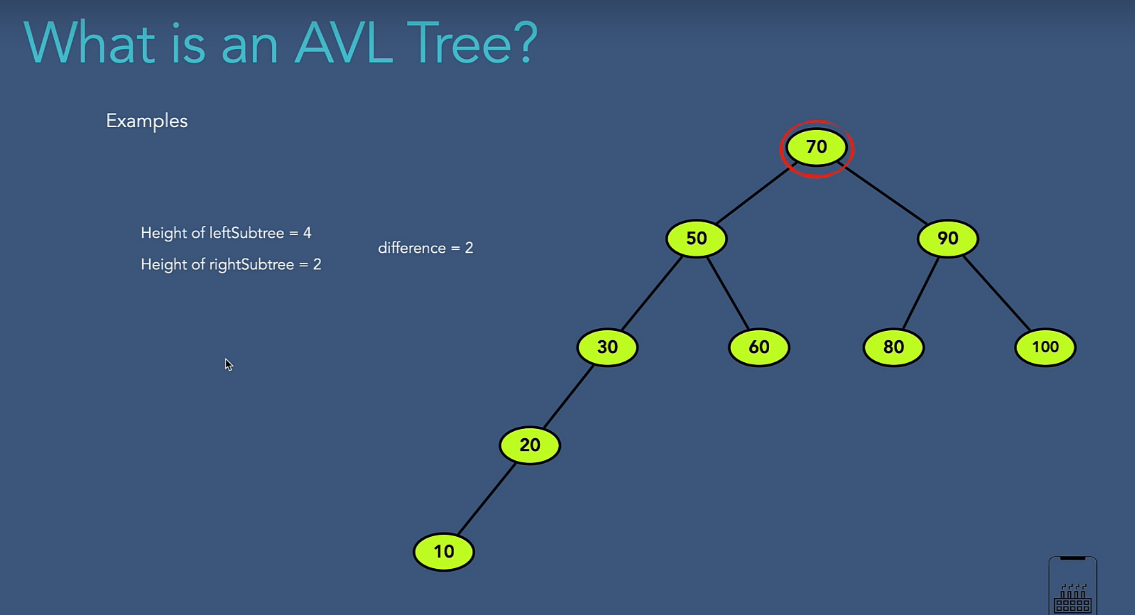 What is an AVL Tree?
Examples
Height of leftSubtree = 4
difference = 2
Height of rightSubtree = 2
70
50
90
30
60
80
100
20
10